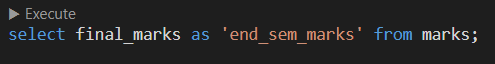 ▶ Execute
select final_marks as 'end_sem_marks' from marks;